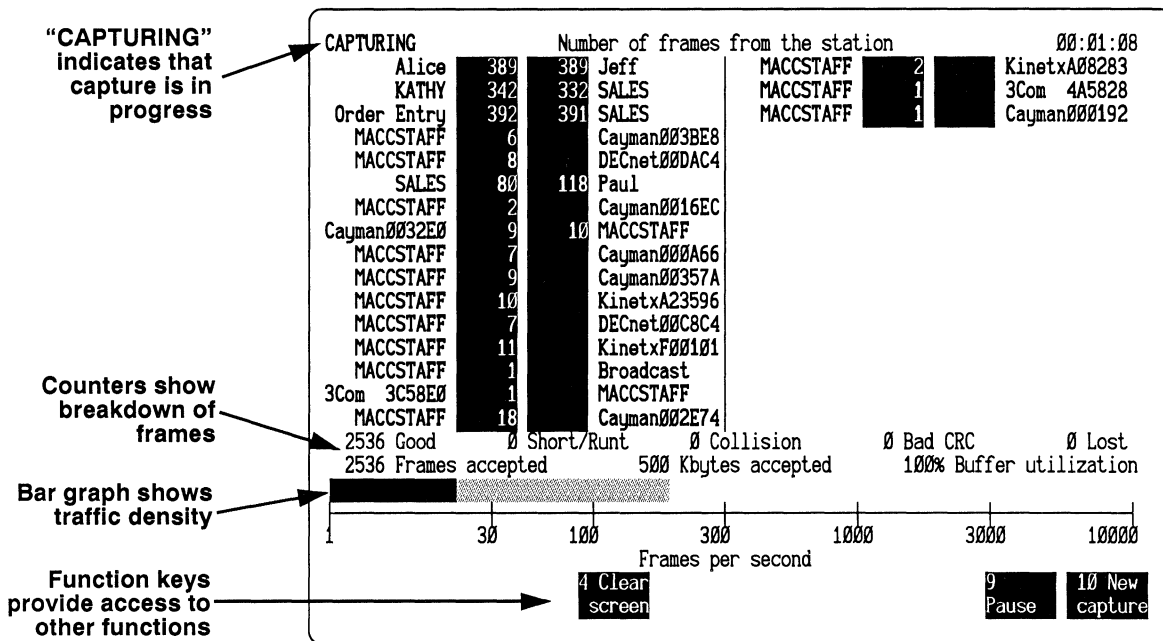 “CAPTURING”
indicates that
capture is in
progress
CAPTURING Number of frames from the station 00:01:08
Alice 389 389 Jeff MACCSTAFF 2 KinetxA08283
KATHY 342 332 SALES MACCSTAFF 1 3Com 4A5828
Order Entry 392 391 SALES MACCSTAFF 1 Cayman000192
MACCSTAFF 6 Cayman003BE8
MACCSTAFF 8 DECnet00DAC4
SALES 80 118 Paul
MACCSTAFF 2 Cayman0016EC
Cayman0032E0 9 10 MACCSTAFF
MACCSTAFF 7 Cayman000A66
MACCSTAFF 9 Cayman00357A
MACCSTAFF 10 KinetxA23596
MACCSTAFF 7 DECnet00C8C4
MACCSTAFF 11 KinetxF00101
MACCSTAFF 1 Broadcast
3Com 3C58E0 1 MACCSTAFF
MACCSTAFF 18 Cayman002E74
Counters show
breakdown of
frames
2536 Good 0 Short/Runt 0 Collision 0 Bad CRC 0 Lost
2536 Frames accepted 500 Kbytes accepted 100% Buffer utilization
Bar graph shows
traffic density
1 30 100 300 1000 3000 10000
Frames per second
Function keys
provide access to
other functions
4 Clear
screen
9
Pause
10 New
capture